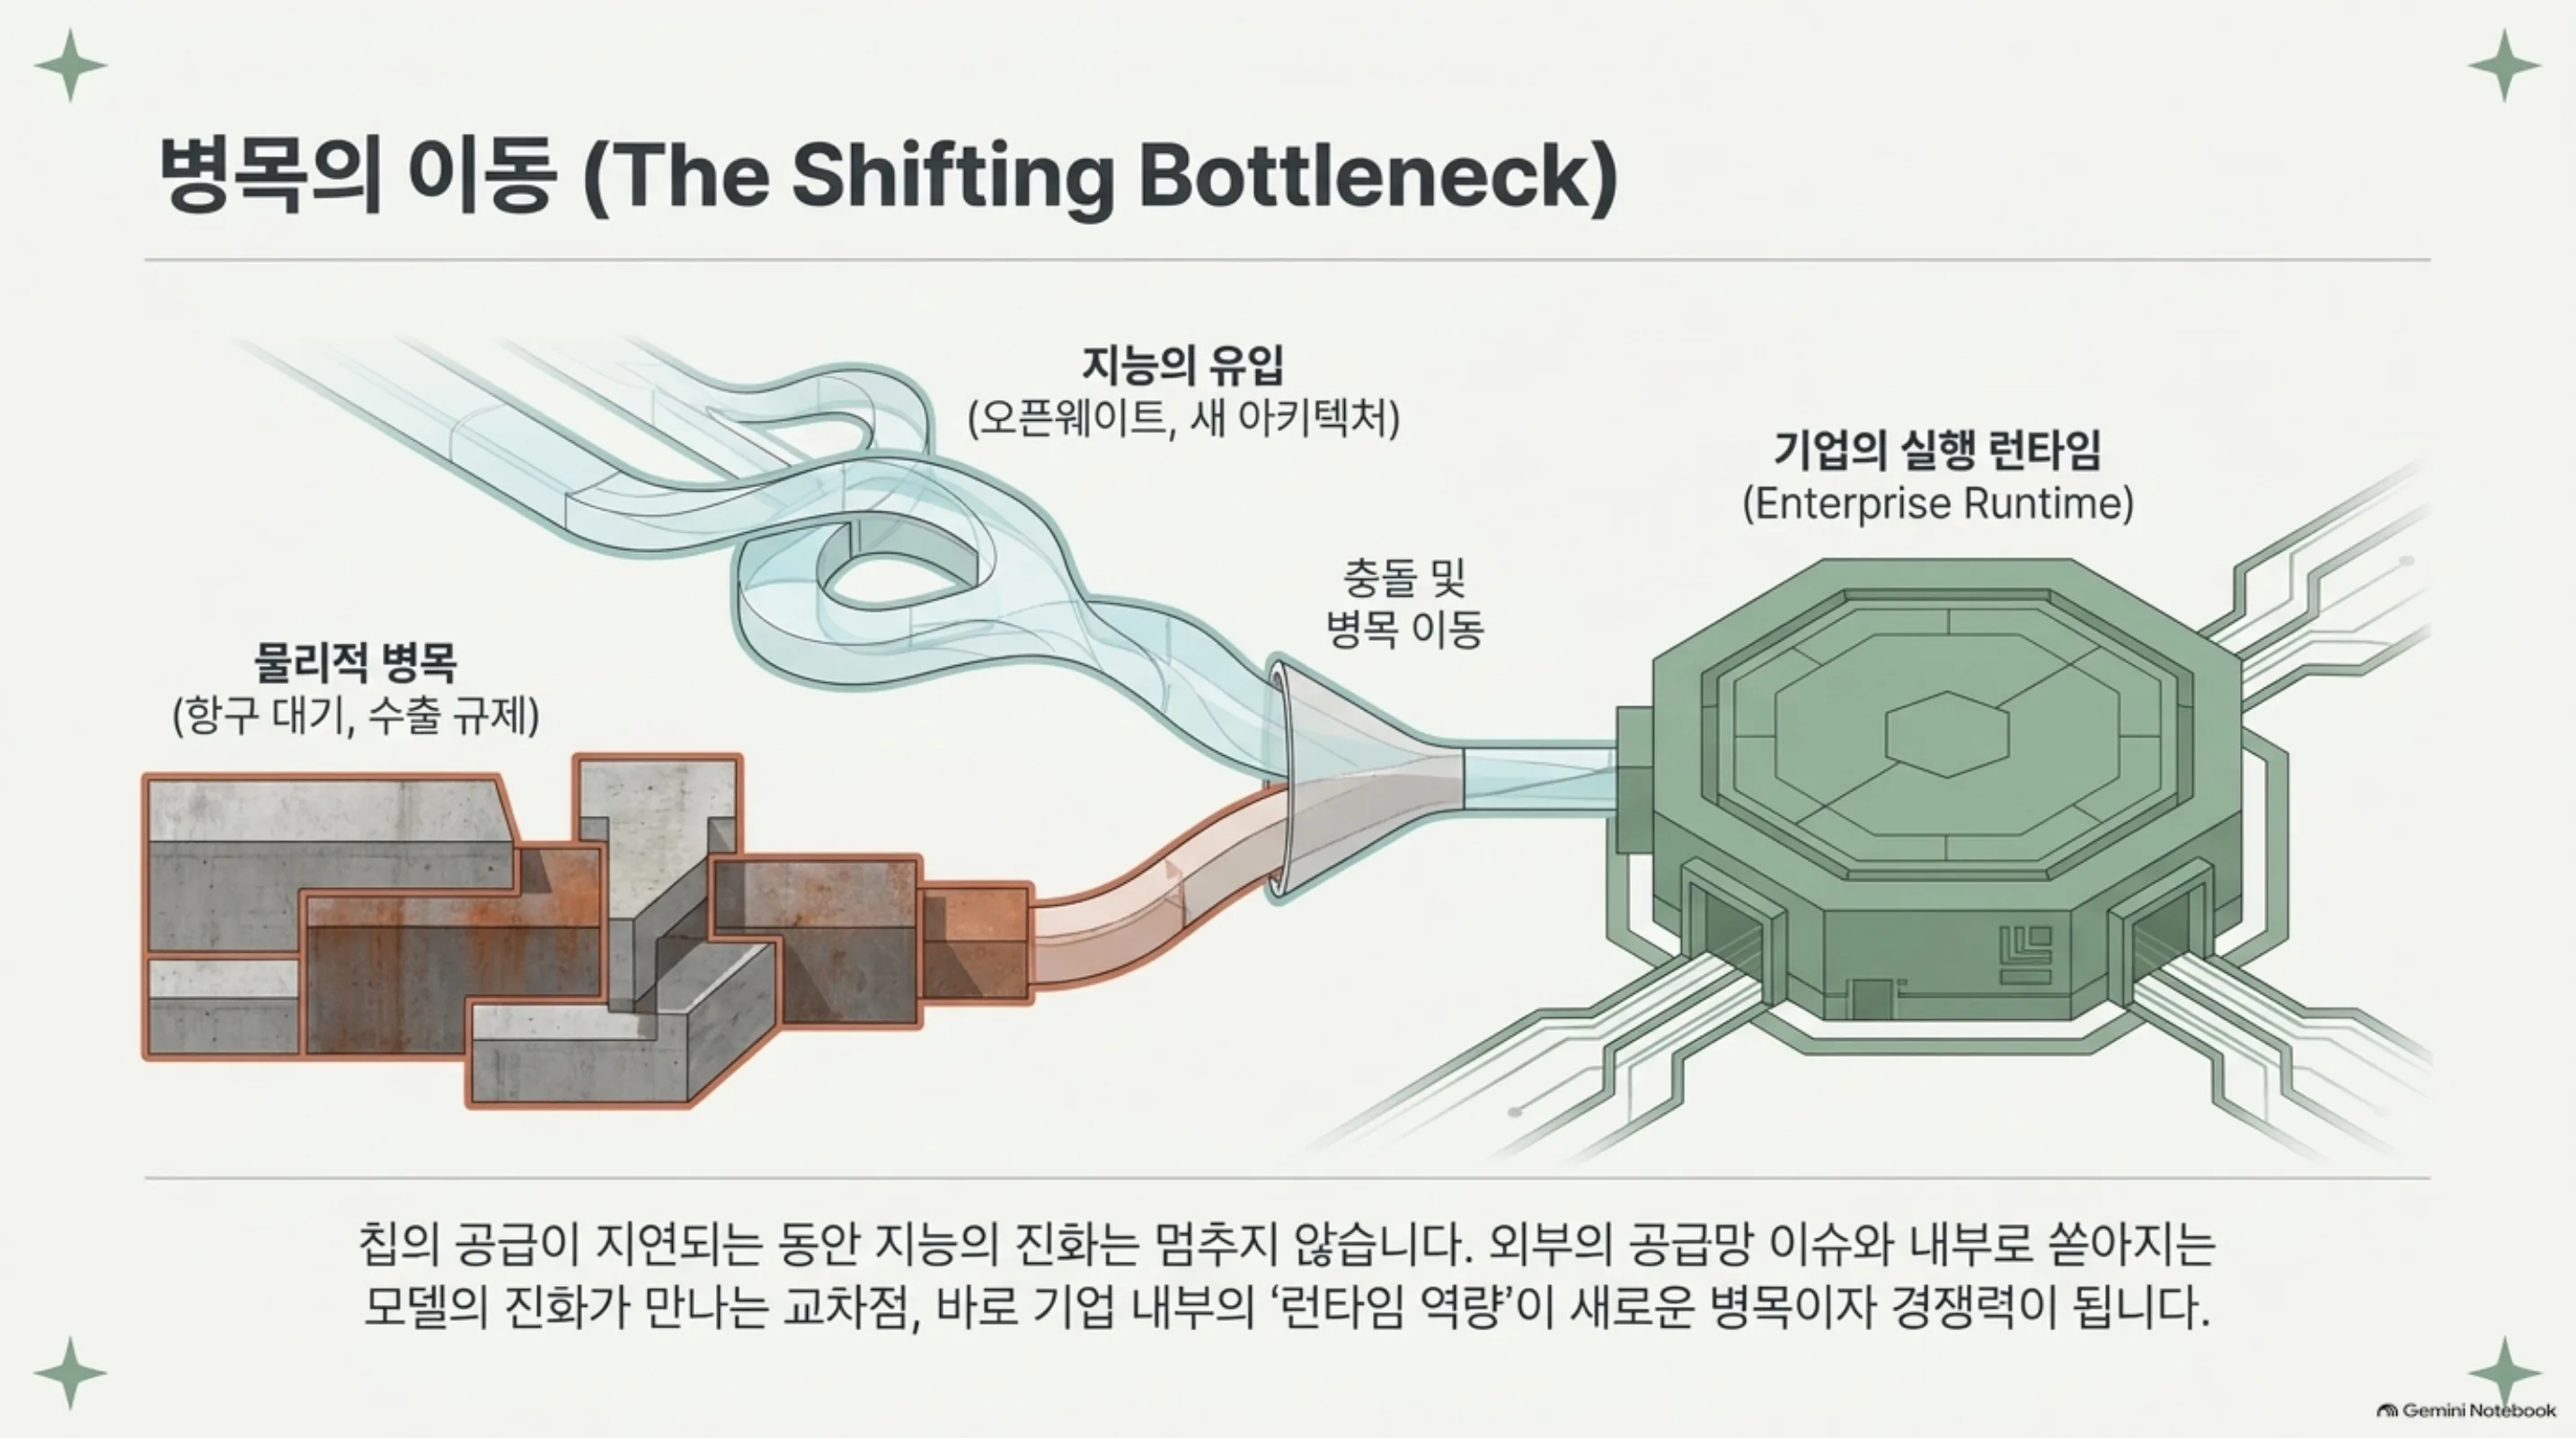 병목의 이동 (The Shifting Bottleneck)
지능의 유입
(오픈웨이트, 새 아키텍처)
기업의 실행 런타임
(Enterprise Runtime)
충돌 및
병목 이동
물리적 병목
(항구 대기, 수출 규제)
칩의 공급이 지연되는 동안 지능의 진화는 멈추지 않습니다. 외부의 공급망 이슈와 내부로 쏟아지는
모델의 진화가 만나는 교차점, 바로 기업 내부의 ‘런타임 역량’이 새로운 병목이자 경쟁력이 됩니다.
Gemini Notebook